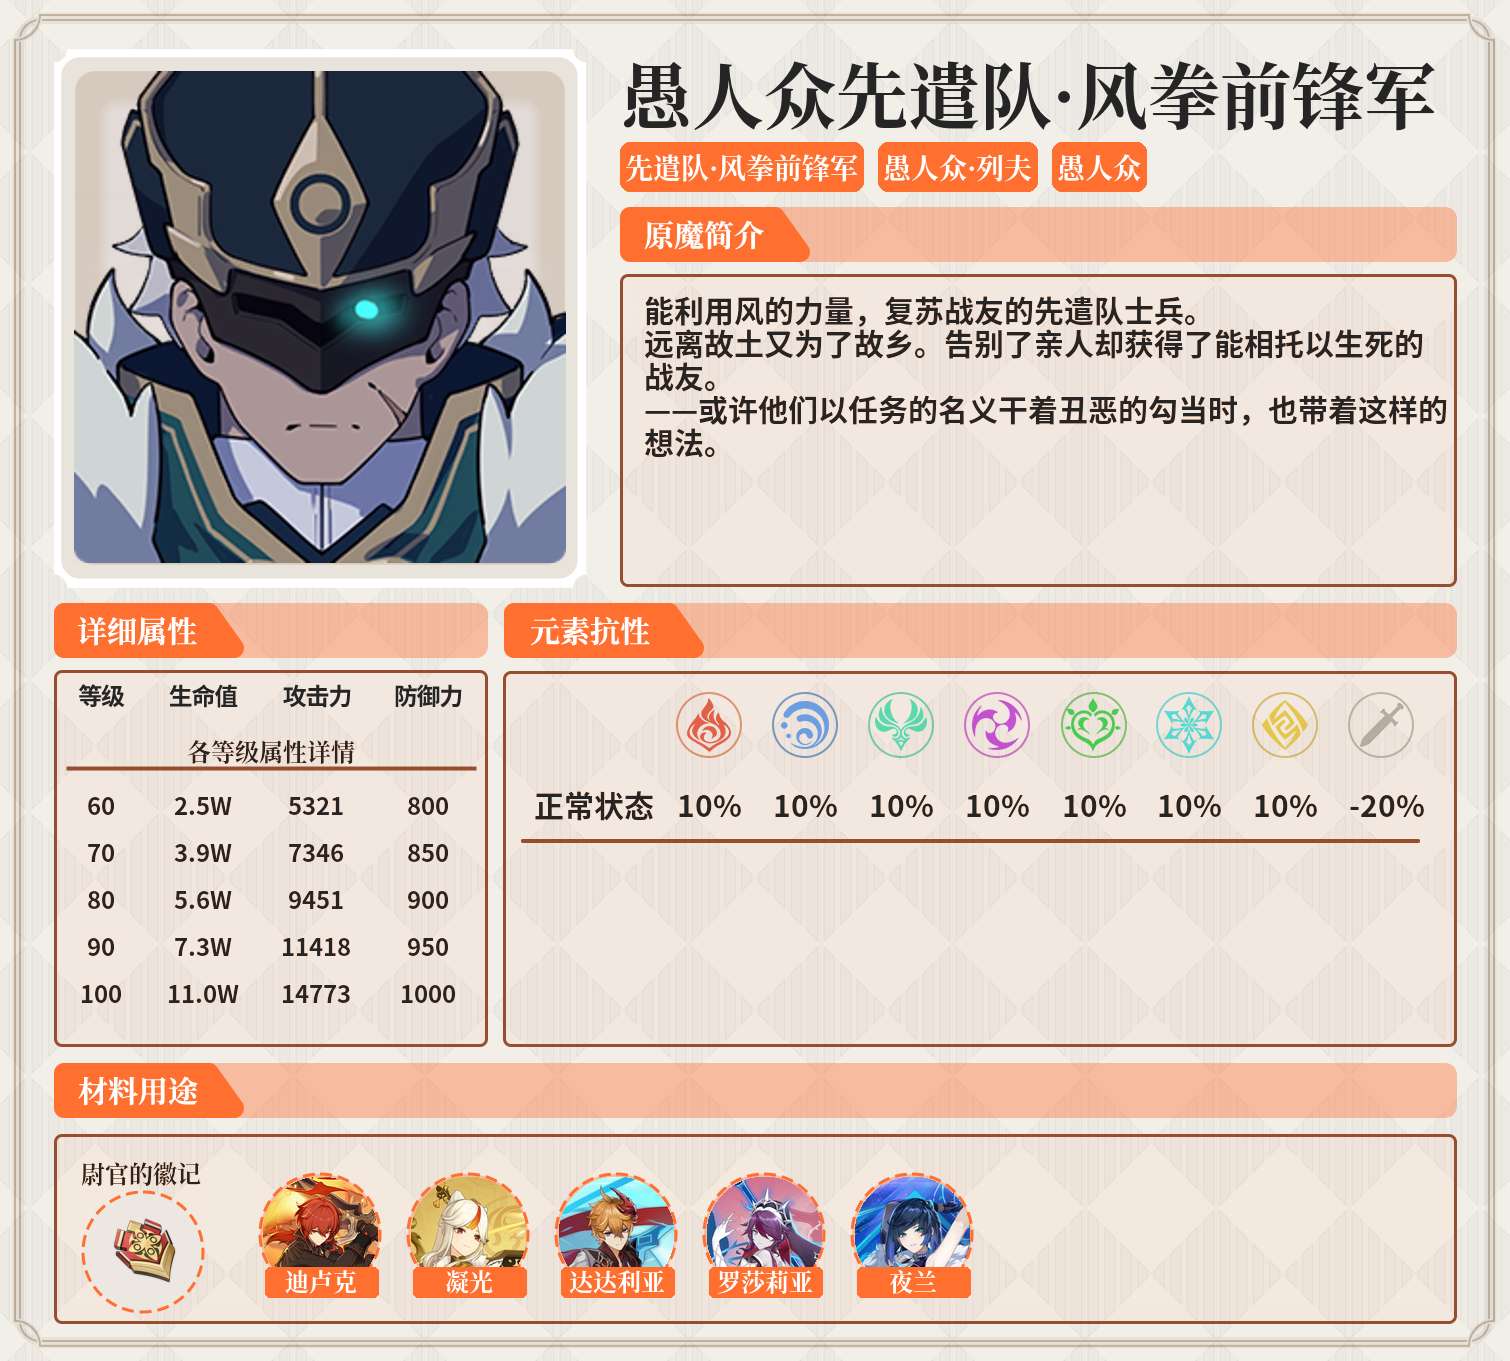 愚人众先遣队·风拳前锋军
先遣队·风拳前锋军 愚人众·列夫 愚人众
原魔简介
能利用风的力量，复苏战友的先遣队士兵。
远离故土又为了故乡。告别了亲人却获得了能相托以生死的
战友。
——或许他们以任务的名义干着丑恶的勾当时，也带着这样的
想法。
详细属性
等级 生命值 攻击力 防御力
各等级属性详情
60 2.5W 5321 800
70 3.9W 7346 850
80 5.6W 9451 900
90 7.3W 11418 950
100 11.0W 14773 1000
元素抗性
正常状态 10% 10% 10% 10% 10% 10% 10% -20%
材料用途
尉官的徽记
迪卢克 凝光 达达利亚 罗莎莉亚 夜兰